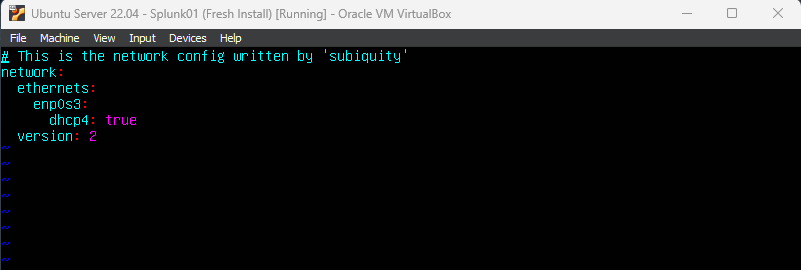 Ubuntu Server 22.04 - Splunk01 (Fresh Install) [Running] - Oracle VM VirtualBox
File Machine View Input Devices Help
# This is the network config written by 'subiquity'
network:
  ethernets:
    enp0s3:
      dhcp4: true
  version: 2
~
~
~
~
~
~
~
~